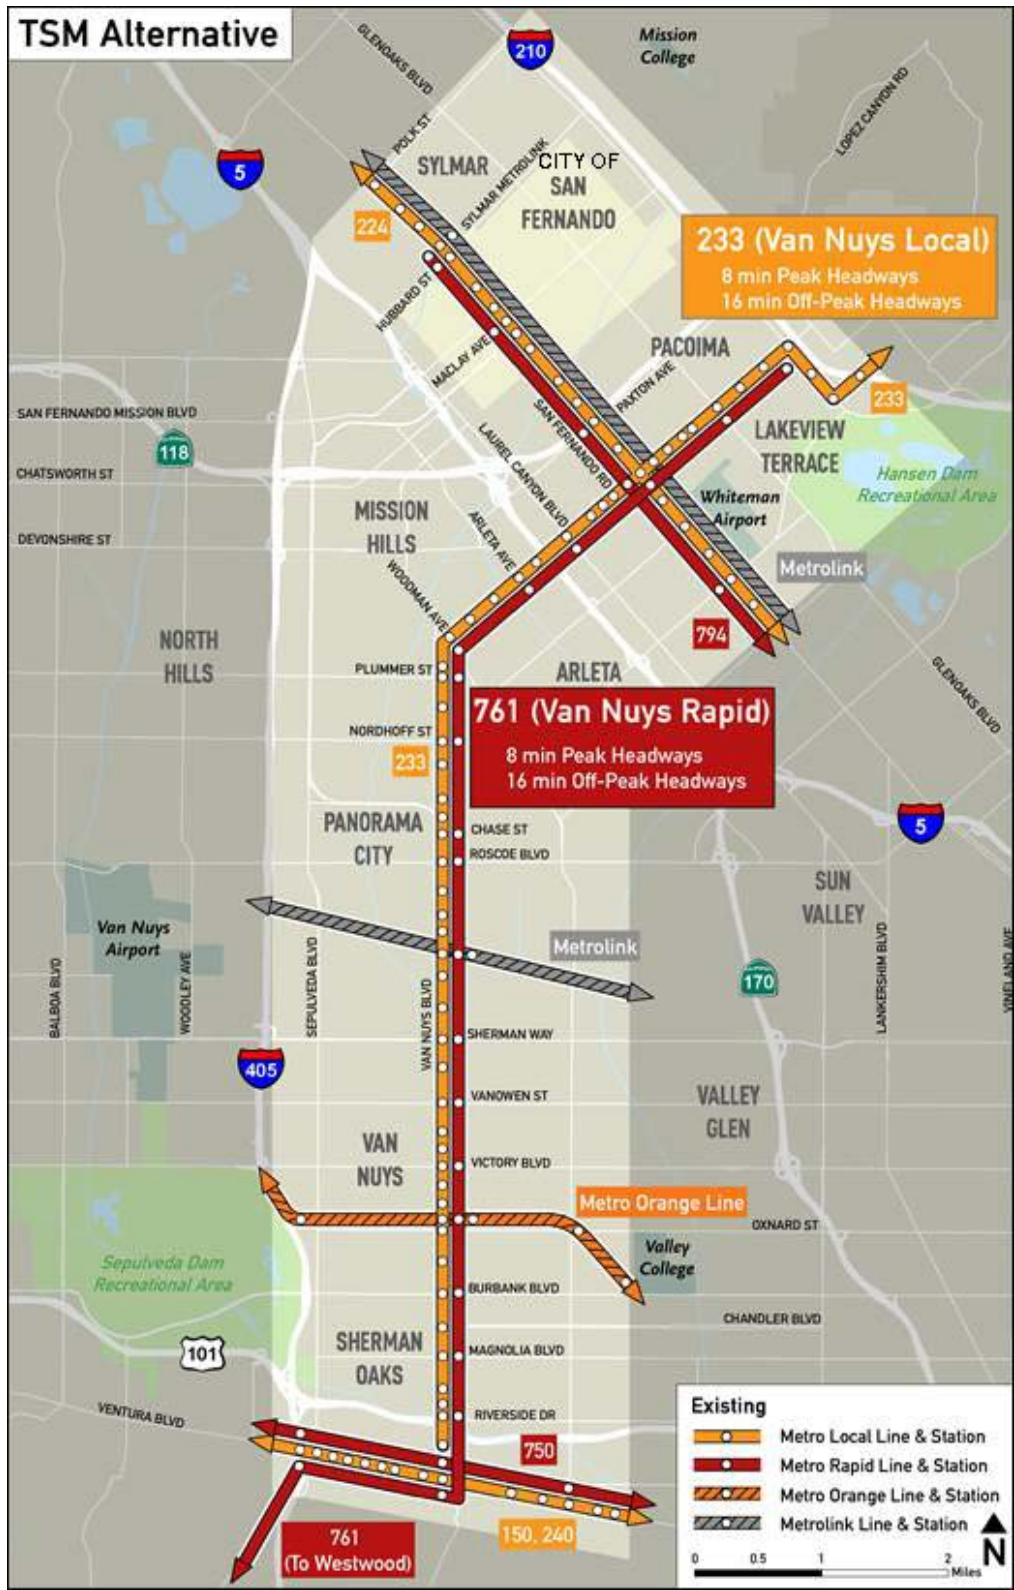 TSM Alternative
GLENOAKS BLVD
210
Mission
College
LOPEZ CANYON RD
5
POLK ST
SYLMAR
SYLMAR METROLINK
CITY OF
SAN
FERNANDO
224
233 (Van Nuys Local)
8 min Peak Headways
16 min Off-Peak Headways
HUBBARD ST
MACLAY AVE
PACOIMA
PAXTON AVE
233
SAN FERNANDO MISSION BLVD
118
SAN FERNANDO RD
LAKEVIEW
TERRACE
CHATSWORTH ST
LAUREL CANYON BLVD
Hansen Dam
Recreational Area
MISSION
HILLS
Whiteman
Airport
DEVONSHIRE ST
ARLETA AVE
Metrolink
WOODMAN AVE
NORTH
HILLS
794
PLUMMER ST
ARLETA
GLENOAKS BLVD
761 (Van Nuys Rapid)
8 min Peak Headways
16 min Off-Peak Headways
NORDHOFF ST
233
PANORAMA
CITY
CHASE ST
ROSCOE BLVD
5
SUN
VALLEY
Van Nuys
Airport
Metrolink
BALBOA BLVD
WOODLEY AVE
SEPULVEDA BLVD
VAN NUYS BLVD
170
LANKERSHIM BLVD
VINELAND AVE
SHERMAN WAY
405
VANOWEN ST
VALLEY
GLEN
VAN
NUYS
VICTORY BLVD
Metro Orange Line
OXNARD ST
Valley
College
Sepulveda Dam
Recreational Area
BURBANK BLVD
CHANDLER BLVD
101
SHERMAN
OAKS
MAGNOLIA BLVD
VENTURA BLVD
RIVERSIDE DR
750
150, 240
761
(To Westwood)
Existing
Metro Local Line & Station
Metro Rapid Line & Station
Metro Orange Line & Station
Metrolink Line & Station
N
0 0.5 1 2
Miles